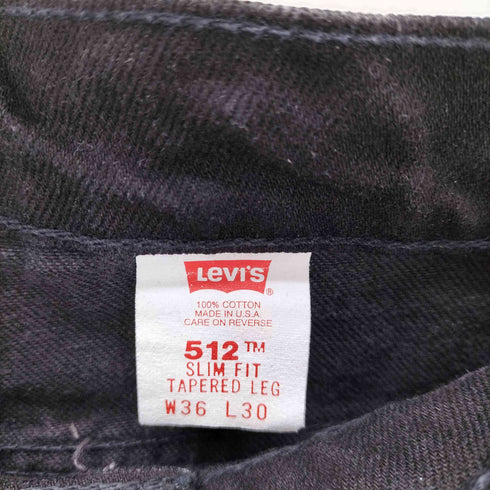 Levi's ®
100% COTTON
MADE IN U.S.A
CARE ON REVERSE
512™
SLIM FIT
TAPERED LEG
W36 L30